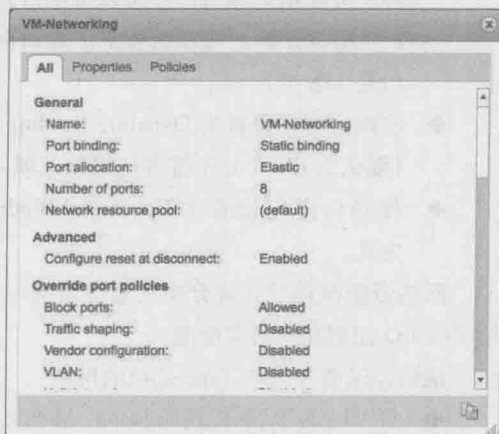 VM-Networking
All Properties Policies
General
Name: VM-Networking
Port binding: Static binding
Port allocation: Elastic
Number of ports: 8
Network resource pool: (default)
Advanced
Configure reset at disconnect: Enabled
Override port policies
Block ports: Allowed
Traffic shaping: Disabled
Vendor configuration: Disabled
VLAN: Disabled